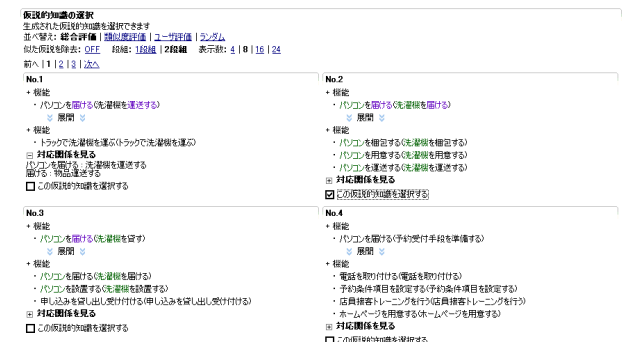 仮説的知識の選択
生成された仮説的知識を選択できます
並べ替え: 総合評価 | 類似度評価 | ユーザ評価 | ランダム
似た仮説を除去: OFF 段組: 1段組 | 2段組 表示数: 4 | 8 | 16 | 24
前へ | 1 | 2 | 3 | 次へ
No.1
+ 機能
・パソコンを届ける(洗濯機を運送する)
展開
+ 機能
・トラックで洗濯機を運ぶ(トラックで洗濯機を運ぶ)
対応関係を見る
パソコンを届ける : 洗濯機を運送する
届ける : 物品運送する
この仮説的知識を選択する
No.2
+ 機能
・パソコンを届ける(洗濯機を届ける)
展開
+ 機能
・パソコンを梱包する(洗濯機を梱包する)
・パソコンを用意する(洗濯機を用意する)
・パソコンを運送する(洗濯機を運送する)
対応関係を見る
この仮説的知識を選択する
No.3
+ 機能
・パソコンを届ける(洗濯機を貸す)
展開
+ 機能
・パソコンを届ける(洗濯機を届ける)
・パソコンを設置する(洗濯機を設置する)
・申し込みを貸し出し受け付ける(申し込みを貸し出し受け付ける)
対応関係を見る
この仮説的知識を選択する
No.4
+ 機能
・パソコンを届ける(予約受付手段を準備する)
展開
+ 機能
・電話を取り付ける(電話を取り付ける)
・予約条件項目を設定する(予約条件項目を設定する)
・店員接客トレーニングを行う(店員接客トレーニングを行う)
・ホームページを用意する(ホームページを用意する)
対応関係を見る
この仮説的知識を選択する